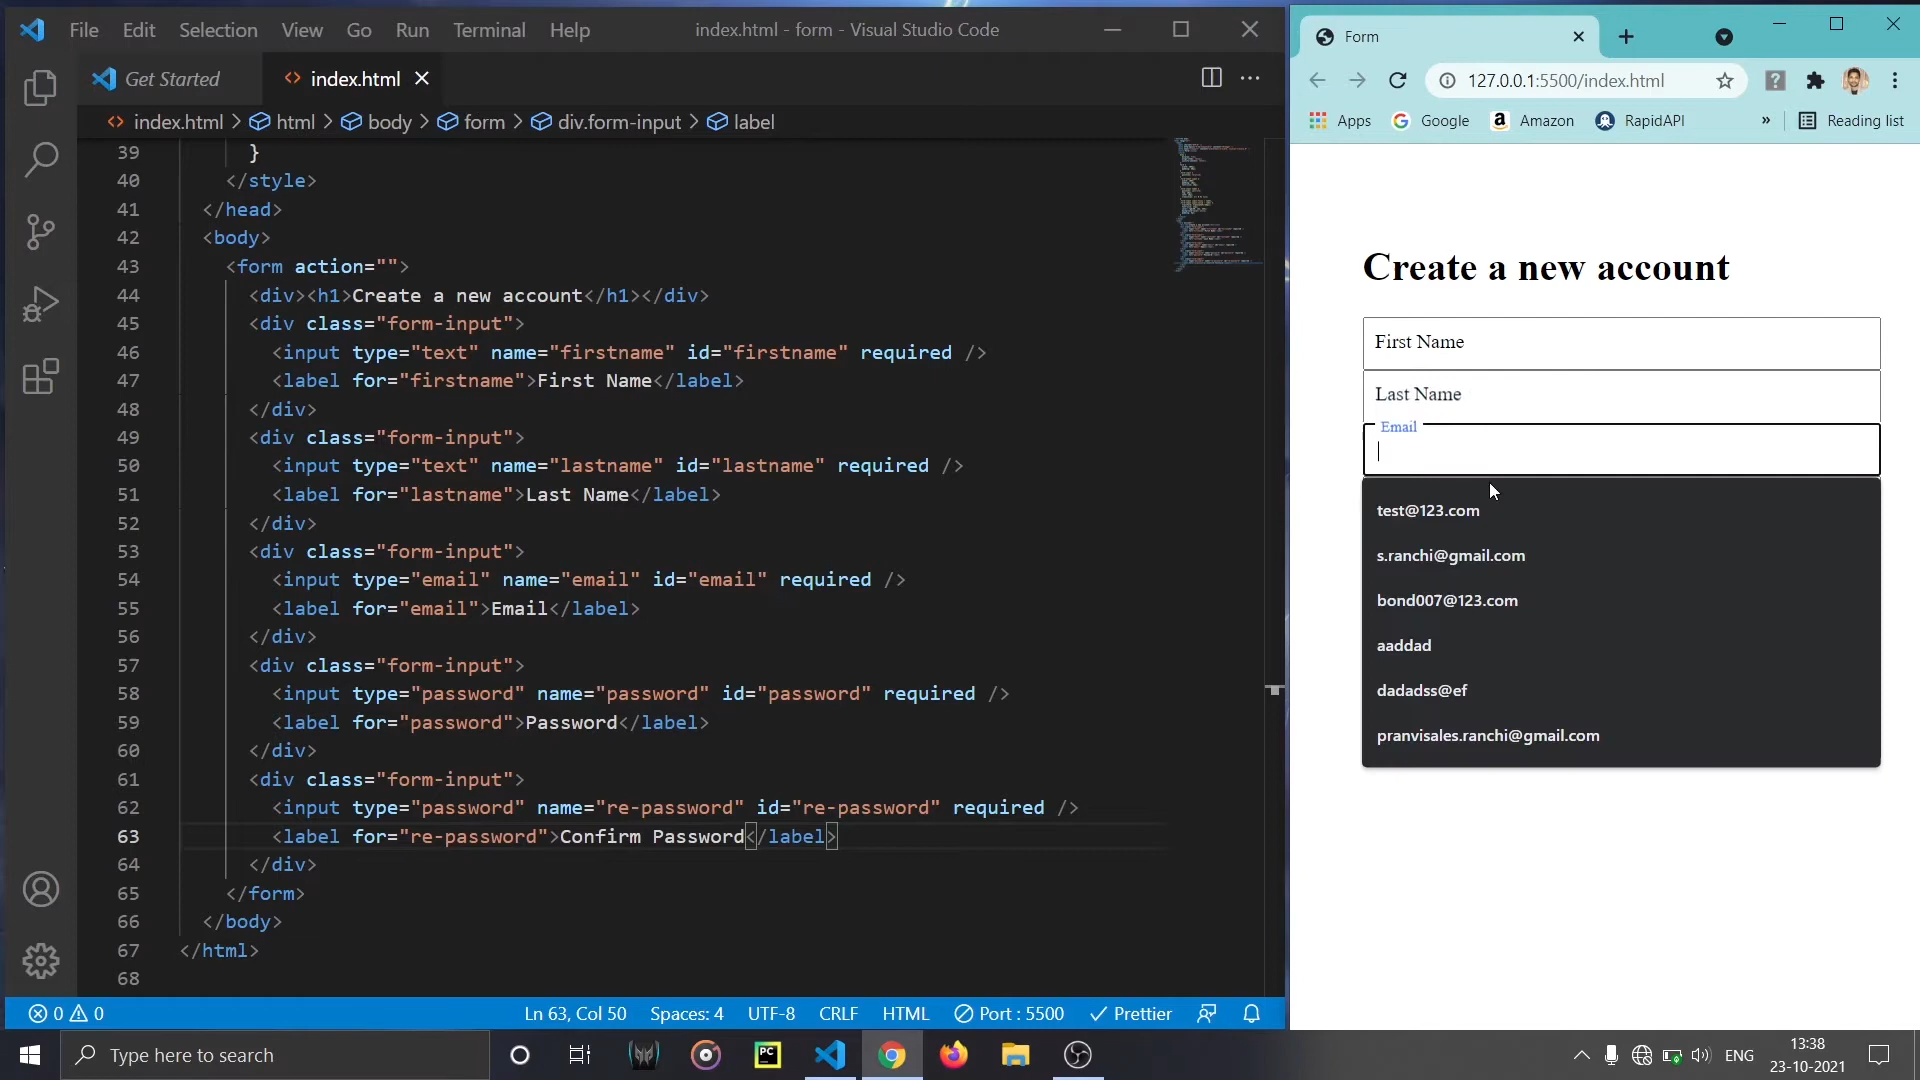 File Edit Selection View Go Run Terminal Help index.html - form - Visual Studio Code
Get Started index.html
index.html > html > body > form > div.form-input > label
39 }
40 </style>
41 </head>
42 <body>
43 <form action="">
44 <div><h1>Create a new account</h1></div>
45 <div class="form-input">
46 <input type="text" name="firstname" id="firstname" required />
47 <label for="firstname">First Name</label>
48 </div>
49 <div class="form-input">
50 <input type="text" name="lastname" id="lastname" required />
51 <label for="lastname">Last Name</label>
52 </div>
53 <div class="form-input">
54 <input type="email" name="email" id="email" required />
55 <label for="email">Email</label>
56 </div>
57 <div class="form-input">
58 <input type="password" name="password" id="password" required />
59 <label for="password">Password</label>
60 </div>
61 <div class="form-input">
62 <input type="password" name="re-password" id="re-password" required />
63 <label for="re-password">Confirm Password</label>
64 </div>
65 </form>
66 </body>
67 </html>
68
0 0 Ln 63, Col 50 Spaces: 4 UTF-8 CRLF HTML Port : 5500 Prettier
Form
127.0.0.1:5500/index.html
Apps Google Amazon RapidAPI » Reading list
Create a new account
First Name
Last Name
Email
test@123.com
s.ranchi@gmail.com
bond007@123.com
aaddad
dadadss@ef
pranvisales.ranchi@gmail.com
Type here to search
PC
ENG
13:38
23-10-2021